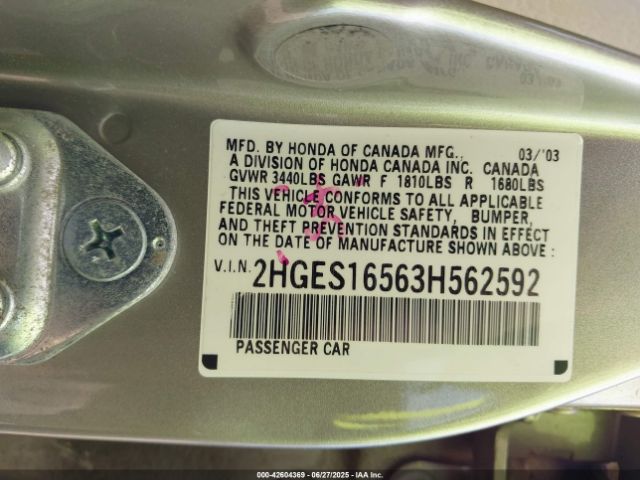 MFD. BY HONDA OF CANADA MFG., 03/'03
A DIVISION OF HONDA CANADA INC. CANADA
GVWR 3440LBS GAWR F 1810LBS R 1680LBS
THIS VEHICLE CONFORMS TO ALL APPLICABLE
FEDERAL MOTOR VEHICLE SAFETY, BUMPER,
AND THEFT PREVENTION STANDARDS IN EFFECT
ON THE DATE OF MANUFACTURE SHOWN ABOVE :
V.I.N. 2HGES16563H562592
PASSENGER CAR
000-42604369 | 06/27/2025 | IAA Inc.